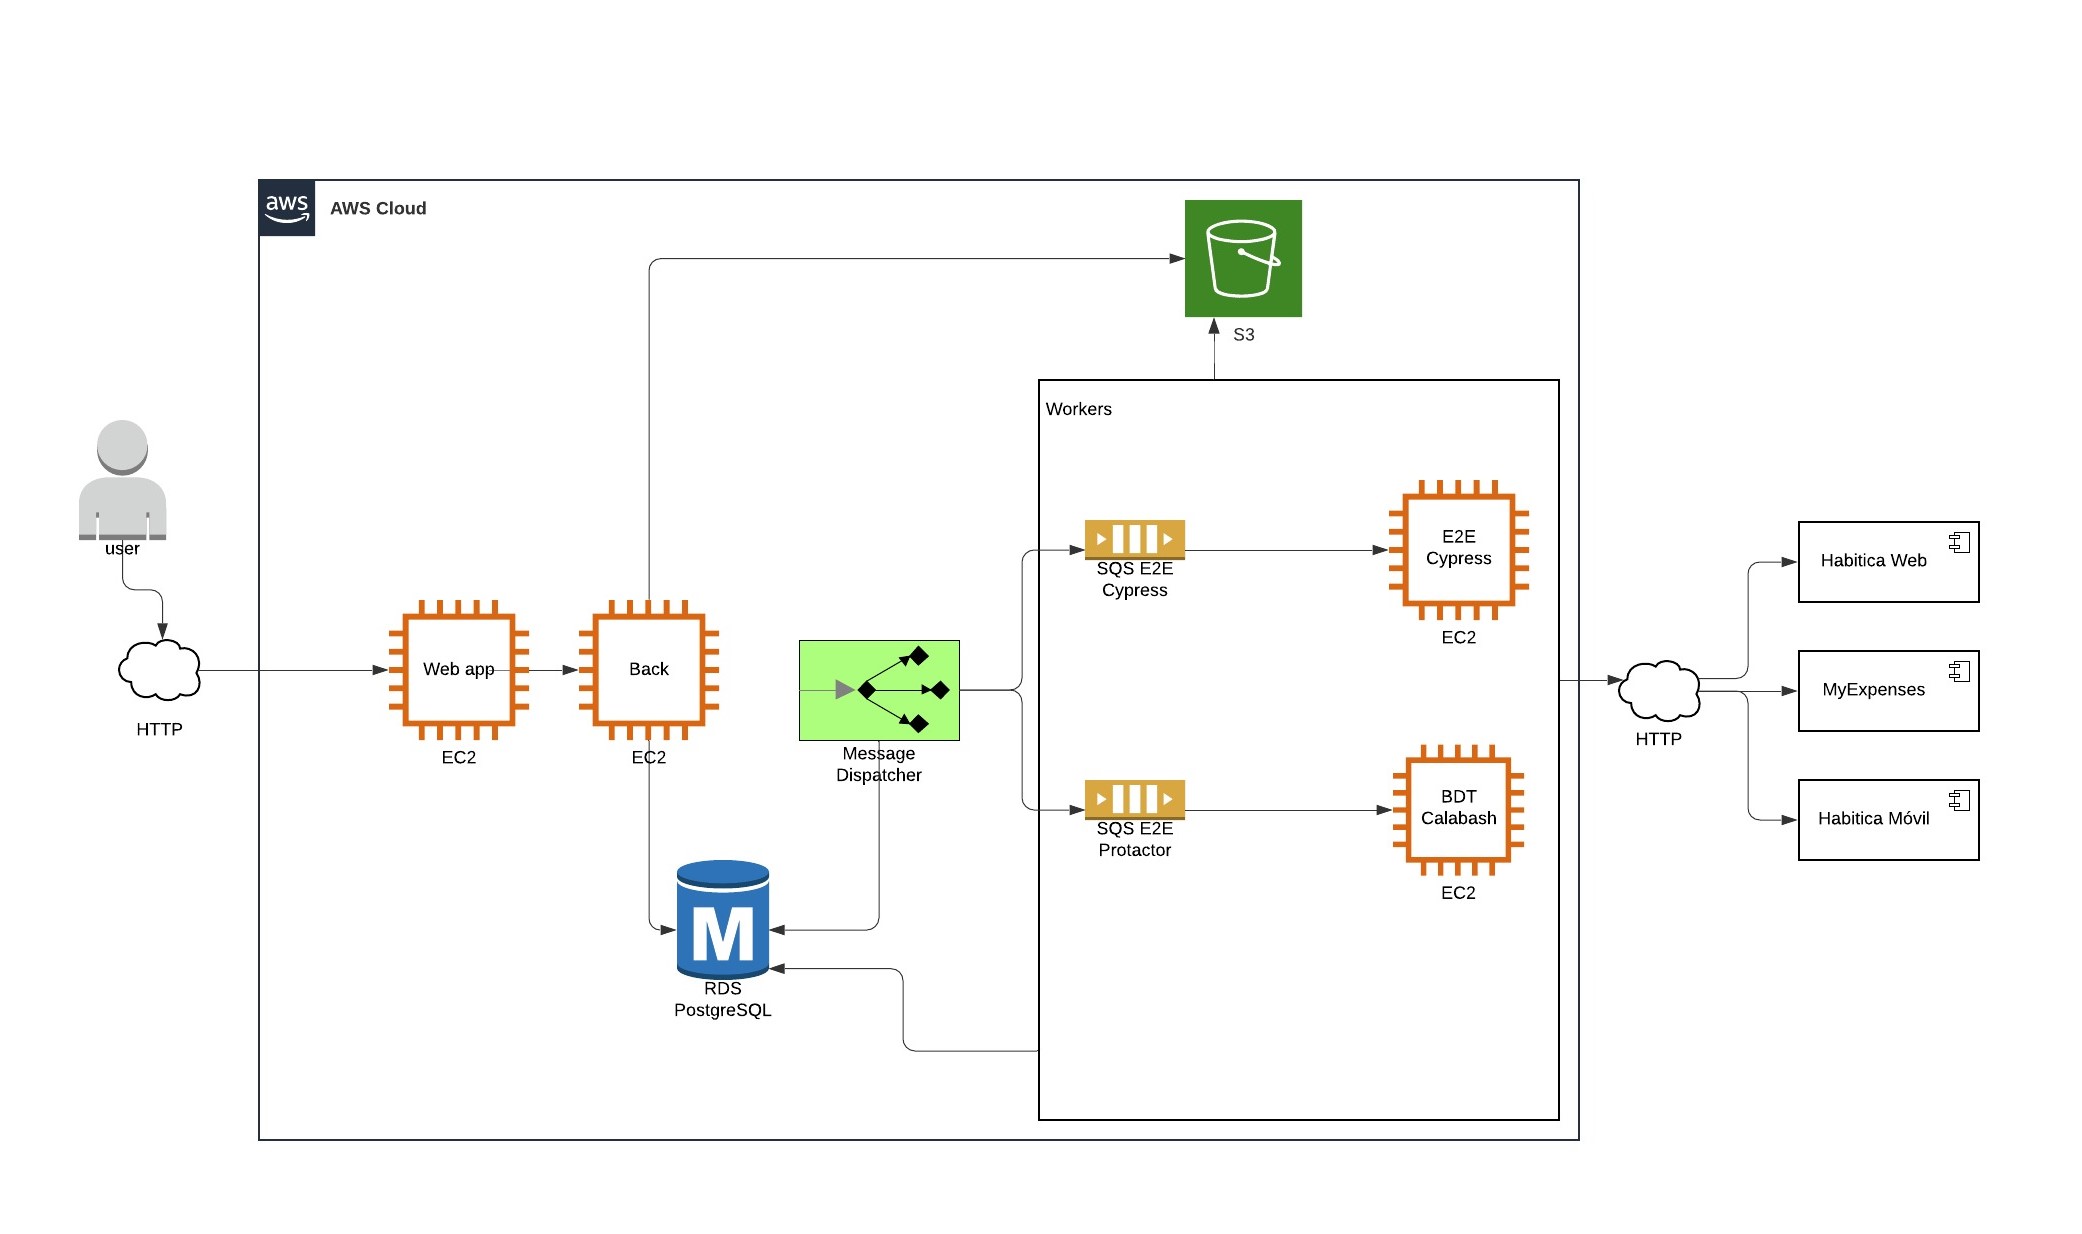 aws
AWS Cloud
S3
Workers
user
HTTP
Web app
EC2
Back
EC2
Message
Dispatcher
SQS E2E
Cypress
E2E
Cypress
EC2
SQS E2E
Protactor
BDT
Calabash
EC2
M
RDS
PostgreSQL
HTTP
Habitica Web
MyExpenses
Habitica Móvil